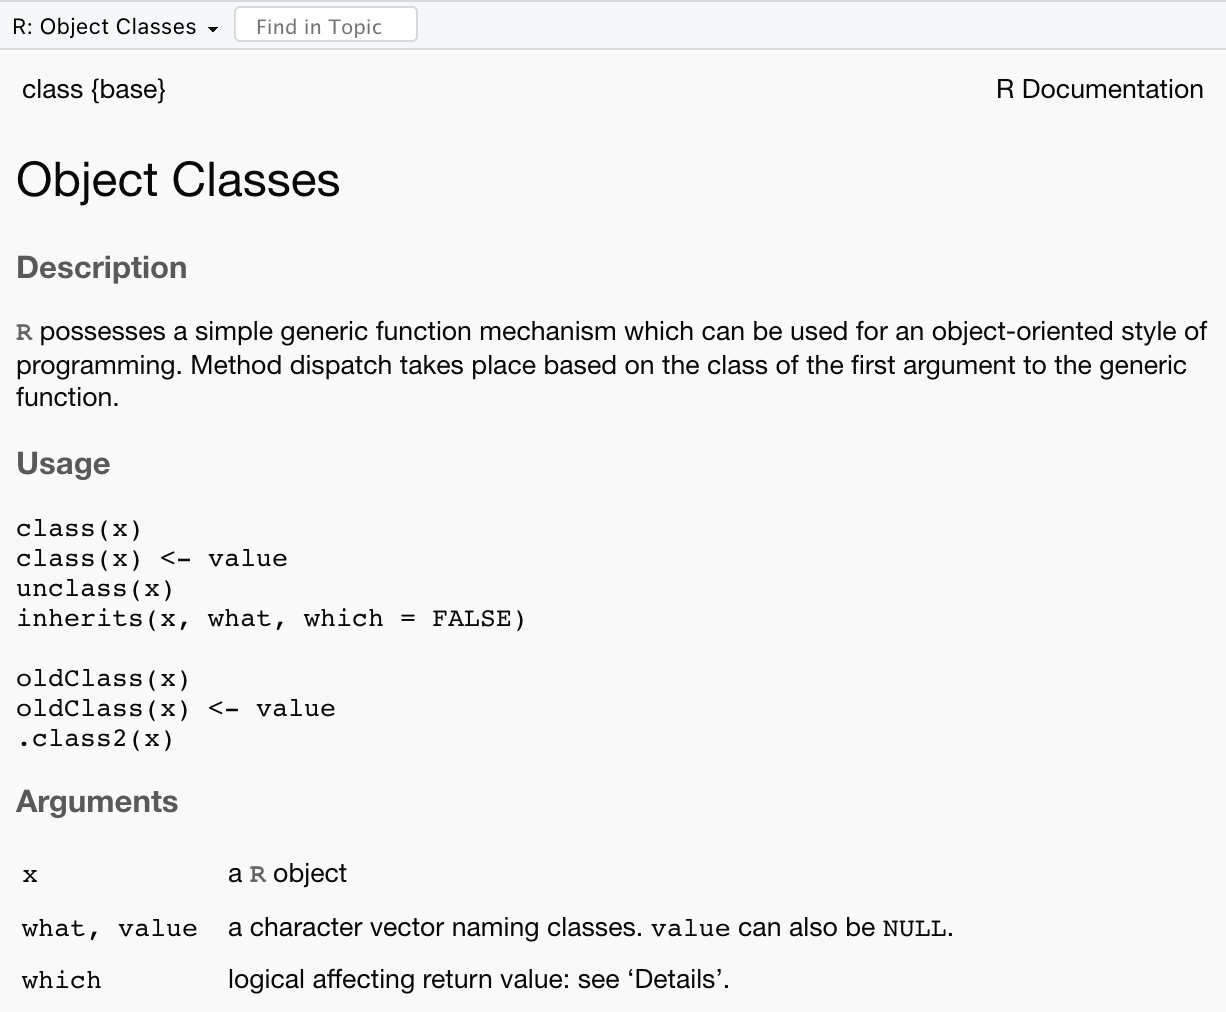 R: Object Classes
Find in Topic
class {base}
R Documentation
Object Classes
Description
R possesses a simple generic function mechanism which can be used for an object-oriented style of
programming. Method dispatch takes place based on the class of the first argument to the generic
function.
Usage
class(x)
class(x) <- value
unclass(x)
inherits(x, what, which = FALSE)
oldClass(x)
oldClass(x) <- value
.class2(x)
Arguments
x a R object
what, value a character vector naming classes. value can also be NULL.
which logical affecting return value: see ‘Details’.